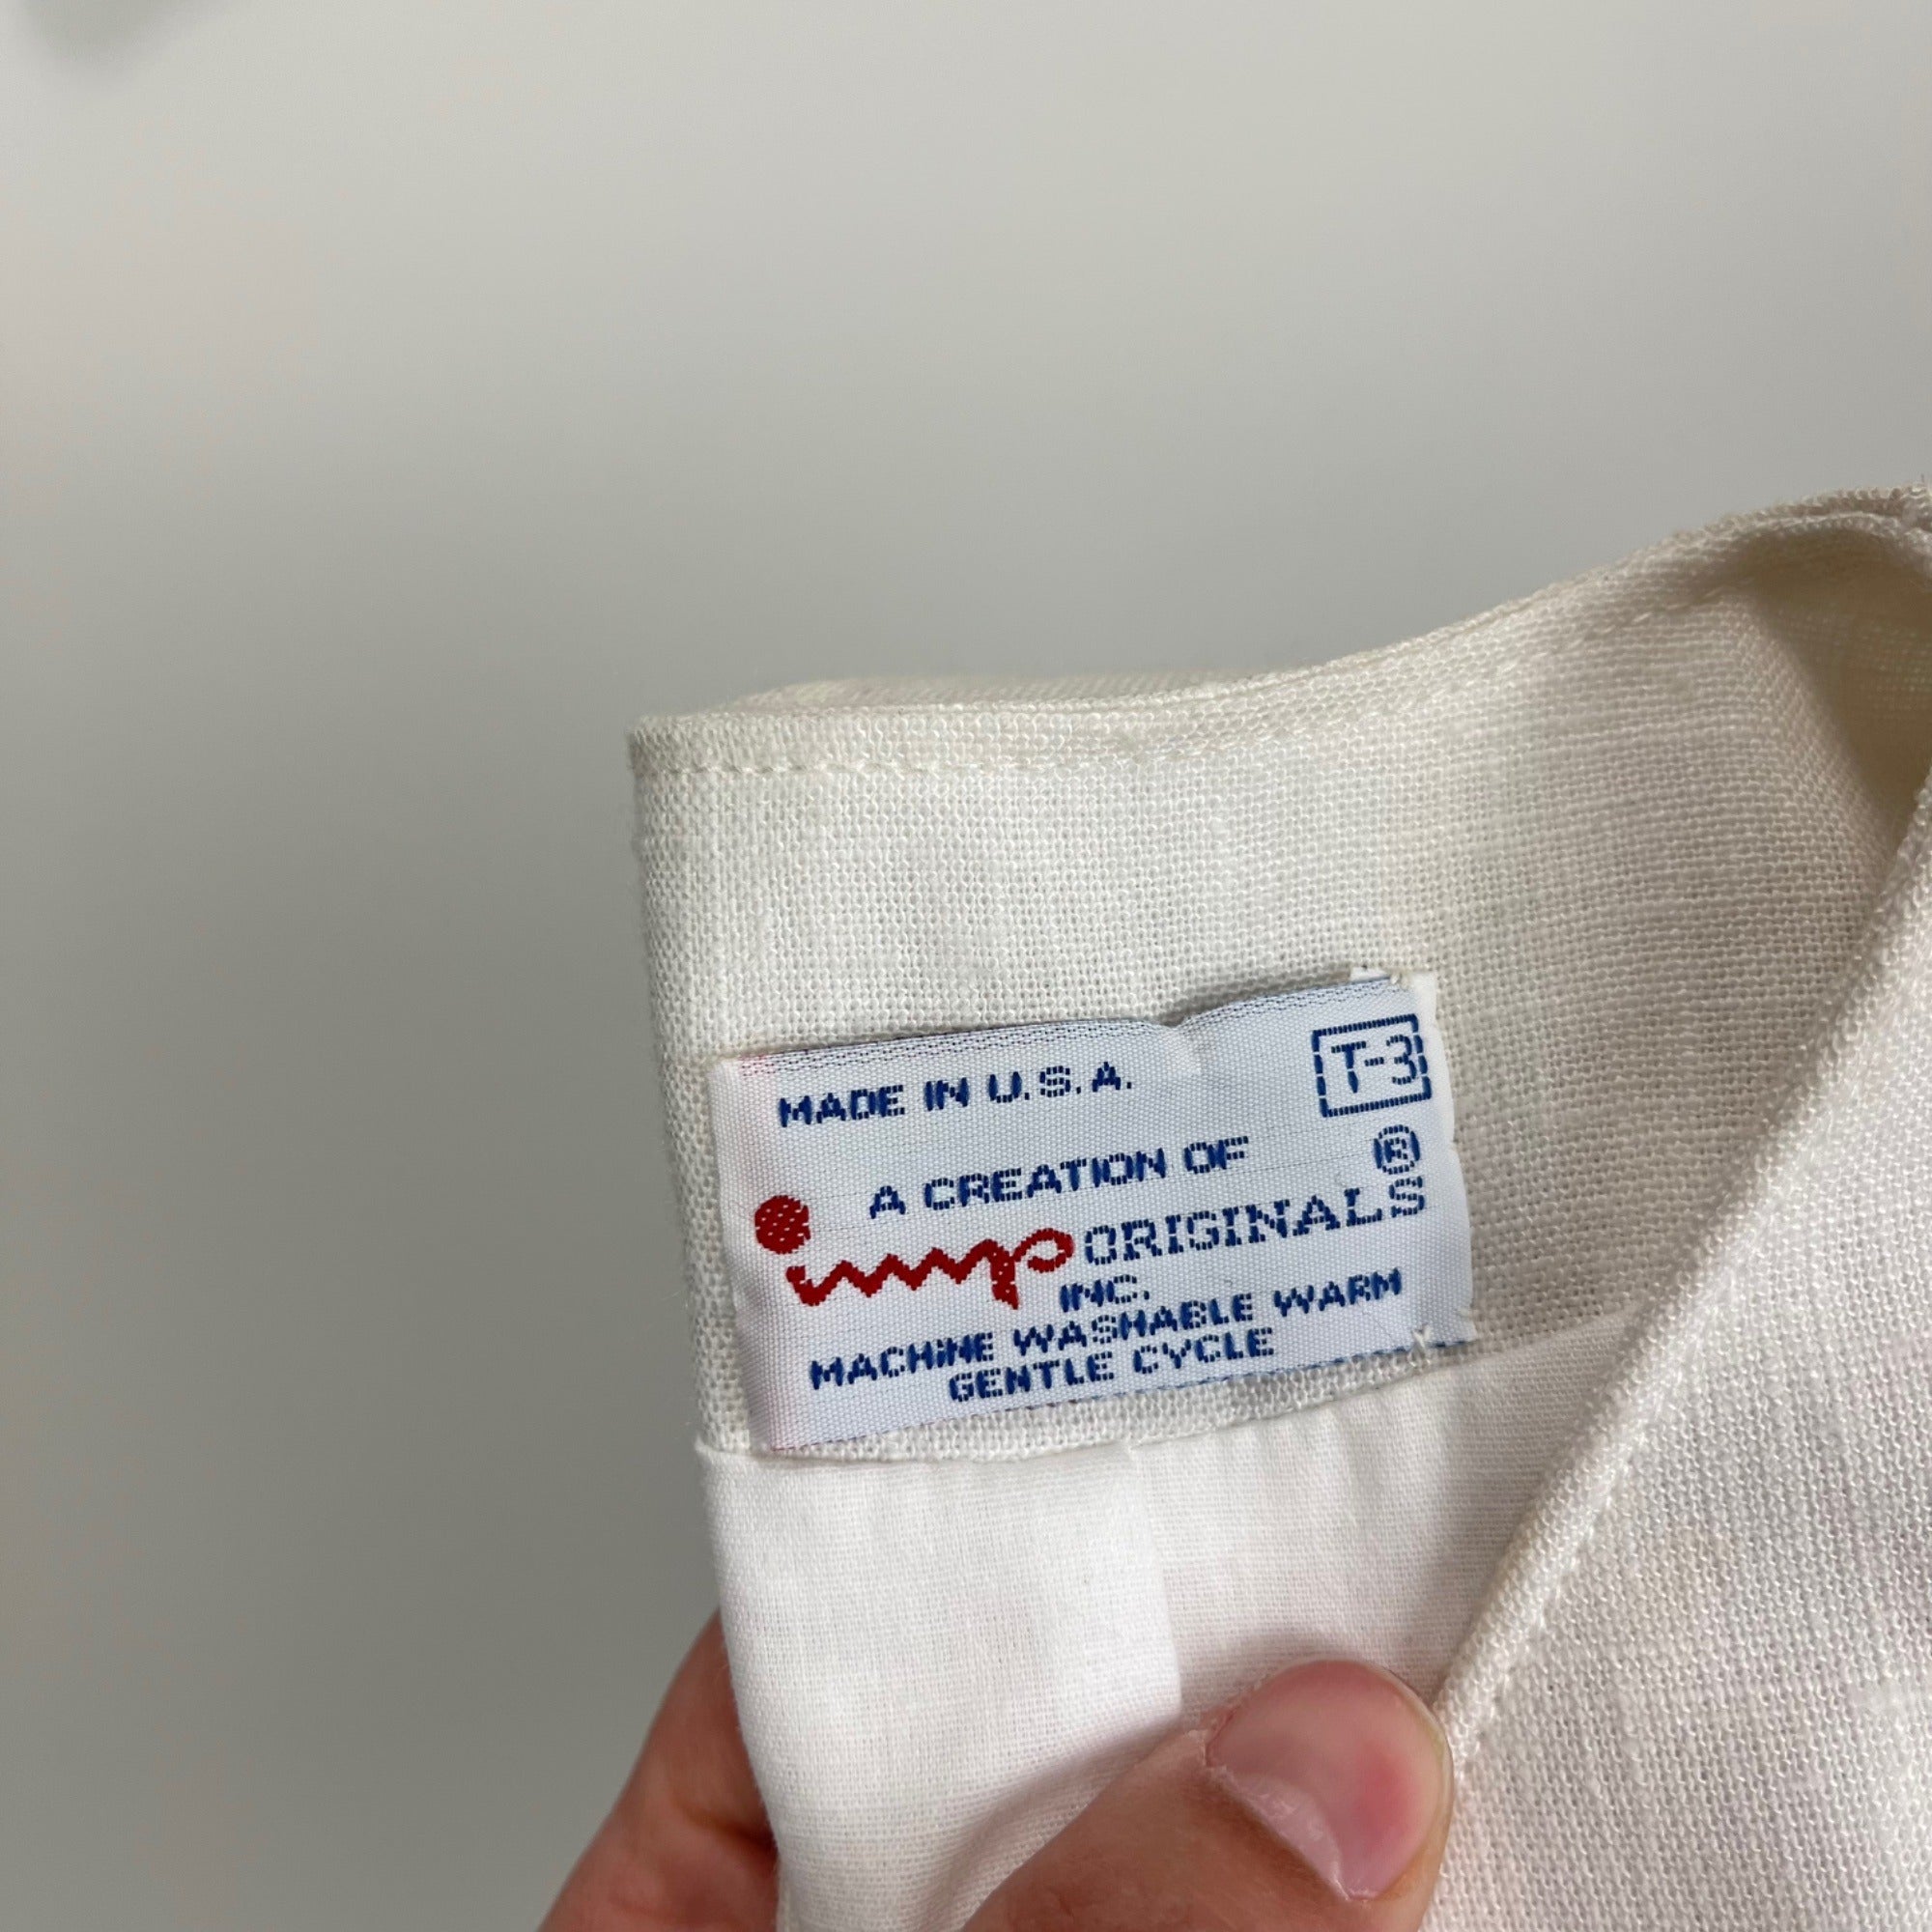 MADE IN U.S.A. T-3
A CREATION OF ®
imp ORIGINALS
INC.
MACHINE WASHABLE WARM
GENTLE CYCLE